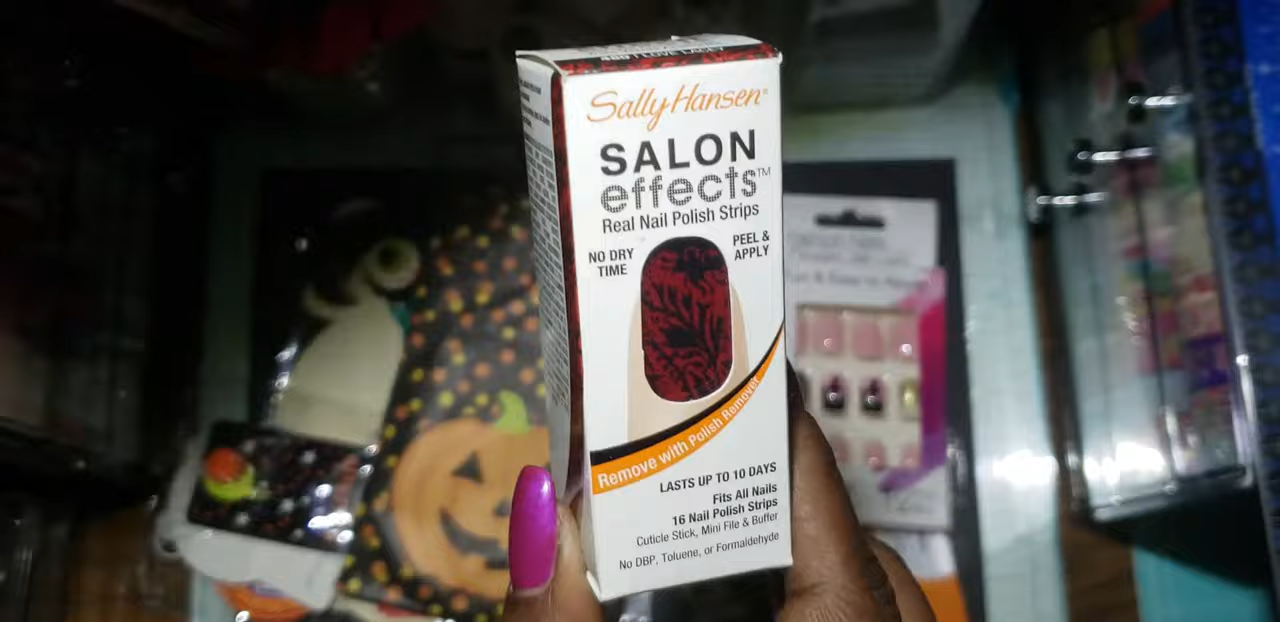 I LOVE LACEY
Sally Hansen®
SALON
effects™
Real Nail Polish Strips
NO DRY
TIME
PEEL &
APPLY
Remove with Polish Remover
LASTS UP TO 10 DAYS
Fits All Nails
16 Nail Polish Strips
Cuticle Stick, Mini File & Buffer
No DBP, Toluene, or Formaldehyde